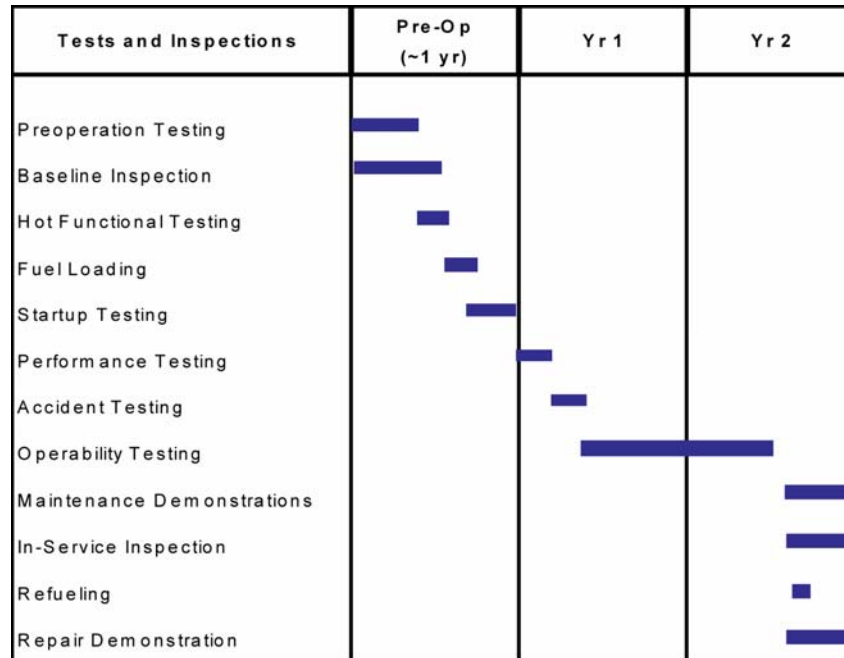 Tests and Inspections
Pre-Op
(~1 yr)
Yr 1
Yr 2
Preoperation Testing
Baseline Inspection
Hot Functional Testing
Fuel Loading
Startup Testing
Performance Testing
Accident Testing
Operability Testing
Maintenance Demonstrations
In-Service Inspection
Refueling
Repair Demonstration